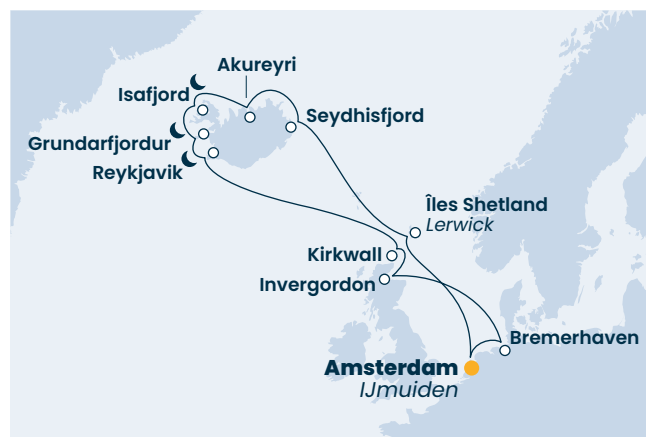 Akureyri
Isafjord
Seydhisfjord
Grundarfjordur
Reykjavik
Îles Shetland
Lerwick
Kirkwall
Invergordon
Bremerhaven
Amsterdam
IJmuiden